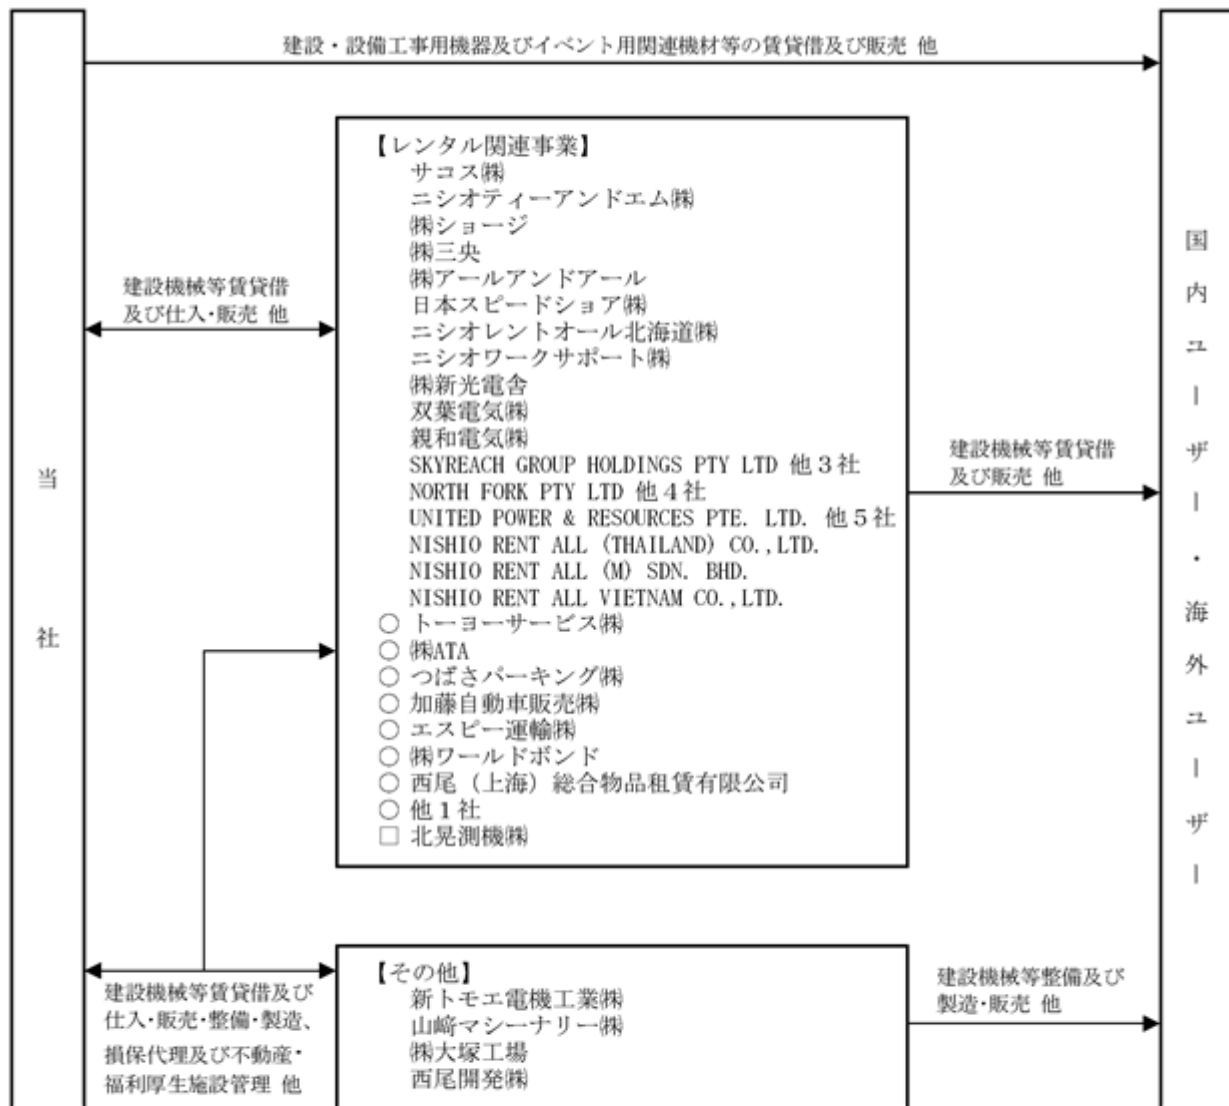 建設・設備工事用機器及びイベント用関連機材等の賃貸借及び販売 他
【レンタル関連事業】
サコス㈱
ニシオティーアンドエム㈱
㈱ショージ
㈱三央
㈱アールアンドアール
日本スピードショア㈱
ニシオレントオール北海道㈱
ニシオワークサポート㈱
㈱新光電舎
双葉電気㈱
親和電気㈱
SKYREACH GROUP HOLDINGS PTY LTD 他３社
NORTH FORK PTY LTD 他４社
UNITED POWER & RESOURCES PTE. LTD. 他５社
NISHIO RENT ALL (THAILAND) CO.,LTD.
NISHIO RENT ALL (M) SDN. BHD.
NISHIO RENT ALL VIETNAM CO.,LTD.
○ トーヨーサービス㈱
○ ㈱ATA
○ つばさパーキング㈱
○ 加藤自動車販売㈱
○ エスピー運輸㈱
○ ㈱ワールドボンド
○ 西尾（上海）総合物品租賃有限公司
○ 他１社
□ 北晃測機㈱
建設機械等賃貸借
及び仕入・販売 他
建設機械等賃貸借
及び販売 他
当社
国内ユーザー・海外ユーザー
【その他】
新トモエ電機工業㈱
山﨑マシーナリー㈱
㈱大塚工場
西尾開発㈱
建設機械等賃貸借及び
仕入・販売・整備・製造、
損保代理及び不動産・
福利厚生施設管理 他
建設機械等整備及び
製造・販売 他